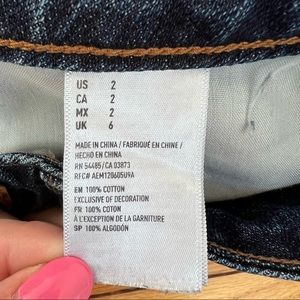 US 2
CA 2
MX 2
UK 6
MADE IN CHINA / FABRIQUÉ EN CHINE /
HECHO EN CHINA
RN 54485 / CA 03873
RFC# AEM120605U9A
EN 100% COTTON
EXCLUSIVE OF DECORATION
FR 100% COTON
À L'EXCEPTION DE LA GARNITURE
SP 100% ALGODÓN